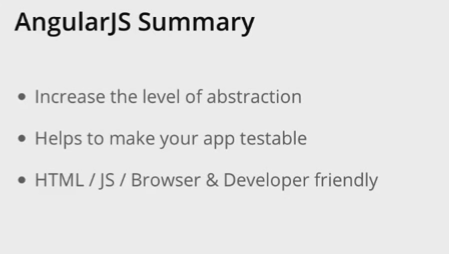 AngularJS Summary
Increase the level of abstraction
Helps to make your app testable
HTML / JS / Browser & Developer friendly